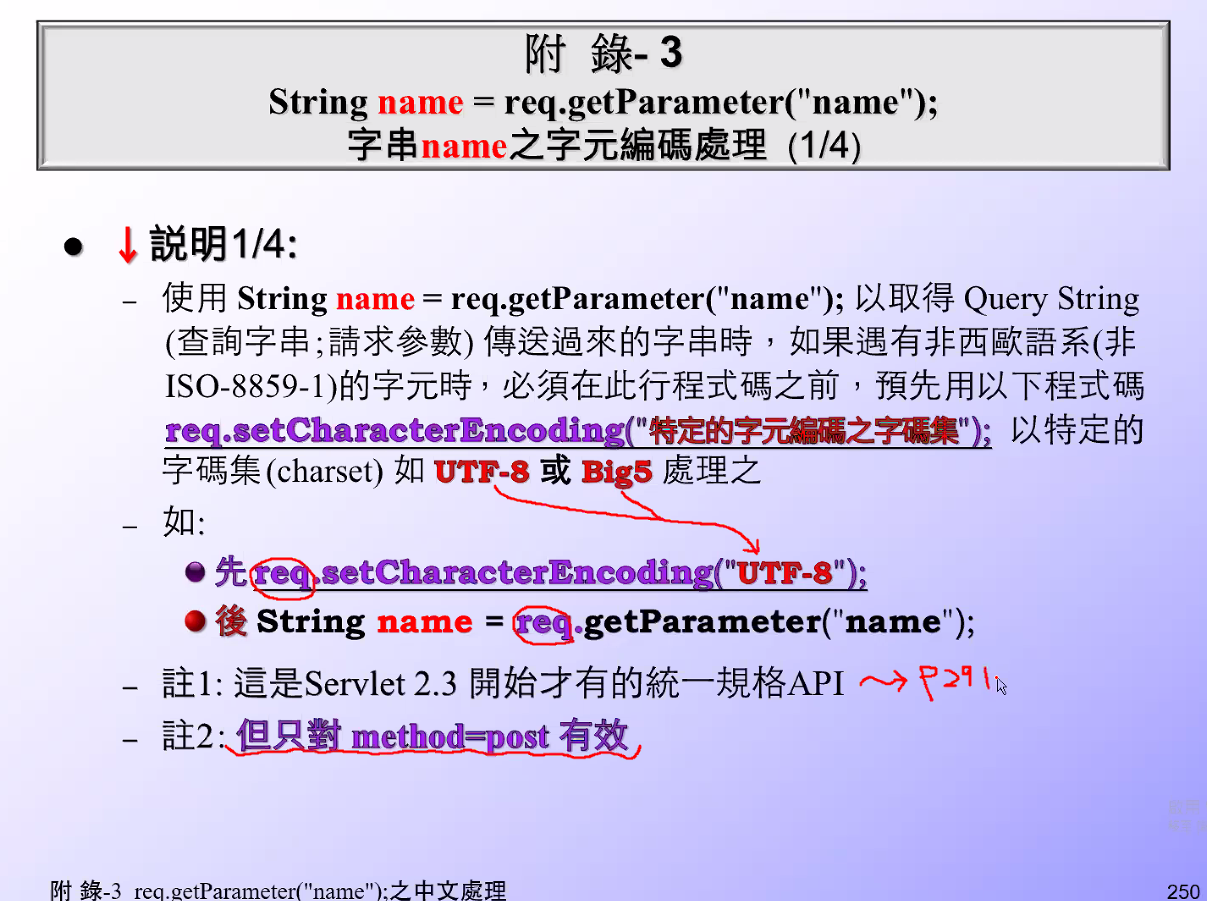 附 錄- 3
String name = req.getParameter("name");
字串name之字元編碼處理 (1/4)
● ↓説明1/4:
– 使用 String name = req.getParameter("name"); 以取得 Query String
(查詢字串;請求參數) 傳送過來的字串時，如果遇有非西歐語系(非
ISO-8859-1)的字元時，必須在此行程式碼之前，預先用以下程式碼
req.setCharacterEncoding("特定的字元編碼之字碼集"); 以特定的
字碼集(charset) 如 UTF-8 或 Big5 處理之
– 如:
先 req.setCharacterEncoding("UTF-8");
後 String name = req.getParameter("name");
– 註1: 這是Servlet 2.3 開始才有的統一規格API → P291
– 註2: 但只對 method=post 有效
附 錄-3 req.getParameter("name");之中文處理
250